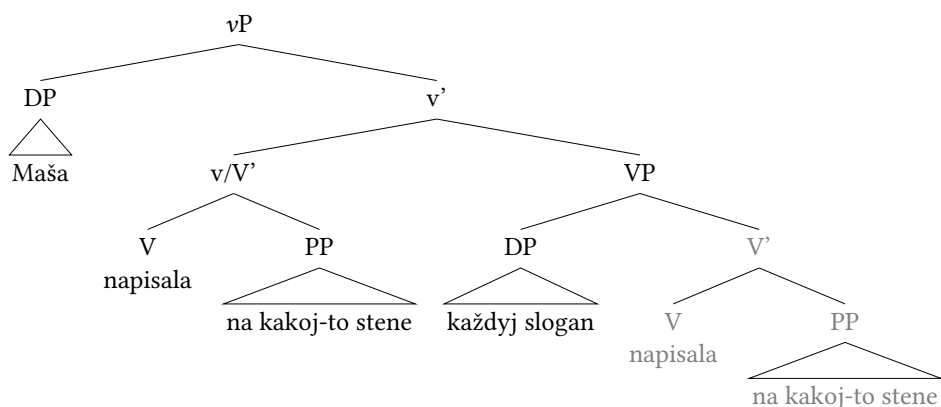 vP
DP v’
Maša v/V’ VP
V PP DP V’
napisala na kakoj-to stene každyj slogan V PP
napisala na kakoj-to stene